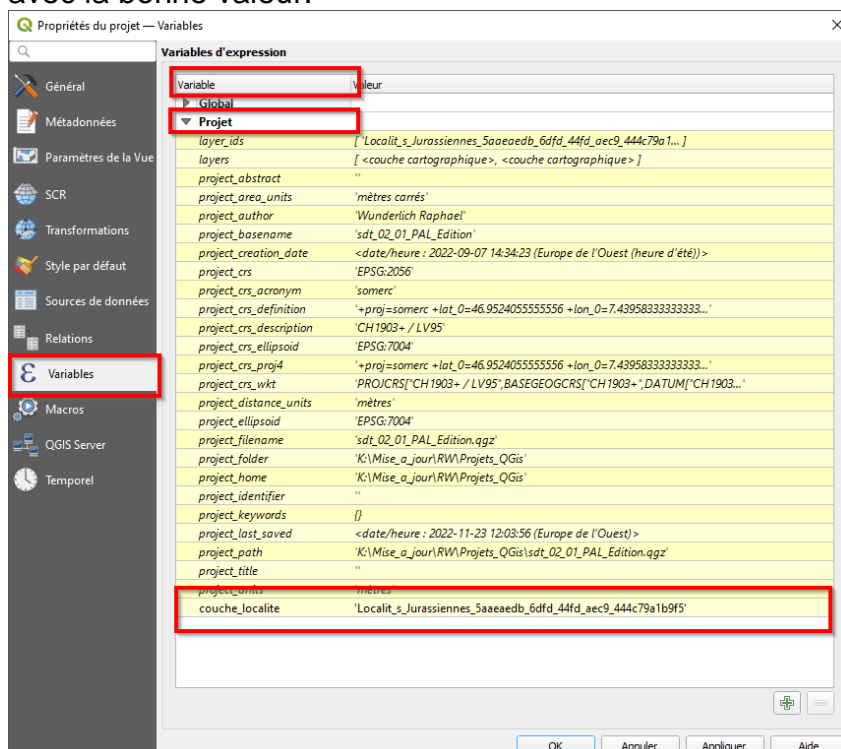 avec la bonne valeur.
Propriétés du projet — Variables
Variables d'expression
Général
Métadonnées
Paramètres de la Vue
SCR
Transformations
Style par défaut
Sources de données
Relations
Variables
Macros
QGIS Server
Temporel
Variable Valeur
Global
Projet
layer_ids [ 'Localit_s_Jurassiennes_5aaeaedb_6dfd_44fd_aec9_444c79a1... ]
layers [ <couche cartographique>, <couche cartographique> ]
project_abstract ''
project_area_units 'mètres carrés'
project_author 'Wunderlich Raphael'
project_basename 'sdt_02_01_PAL_Edition'
project_creation_date <date/heure : 2022-09-07 14:34:23 (Europe de l'Ouest (heure d'été))>
project_crs 'EPSG:2056'
project_crs_acronym 'somerc'
project_crs_definition '+proj=somerc +lat_0=46.9524055555556 +lon_0=7.43958333333333...'
project_crs_description 'CH1903+ / LV95'
project_crs_ellipsoid 'EPSG:7004'
project_crs_proj4 '+proj=somerc +lat_0=46.9524055555556 +lon_0=7.43958333333333...'
project_crs_wkt 'PROJCRS["CH1903+ / LV95",BASEGEOGCRS["CH1903+",DATUM["CH1903...'
project_distance_units 'mètres'
project_ellipsoid 'EPSG:7004'
project_filename 'sdt_02_01_PAL_Edition.qgz'
project_folder 'K:\Mise_a_jour\RW\Projets_QGis'
project_home 'K:\Mise_a_jour\RW\Projets_QGis'
project_identifier ''
project_keywords {}
project_last_saved <date/heure : 2022-11-23 12:03:56 (Europe de l'Ouest)>
project_path 'K:\Mise_a_jour\RW\Projets_QGis\sdt_02_01_PAL_Edition.qgz'
project_title ''
project_units 'mètres'
couche_localite 'Localit_s_Jurassiennes_5aaeaedb_6dfd_44fd_aec9_444c79a1b9f5'
OK Annuler Appliquer Aide